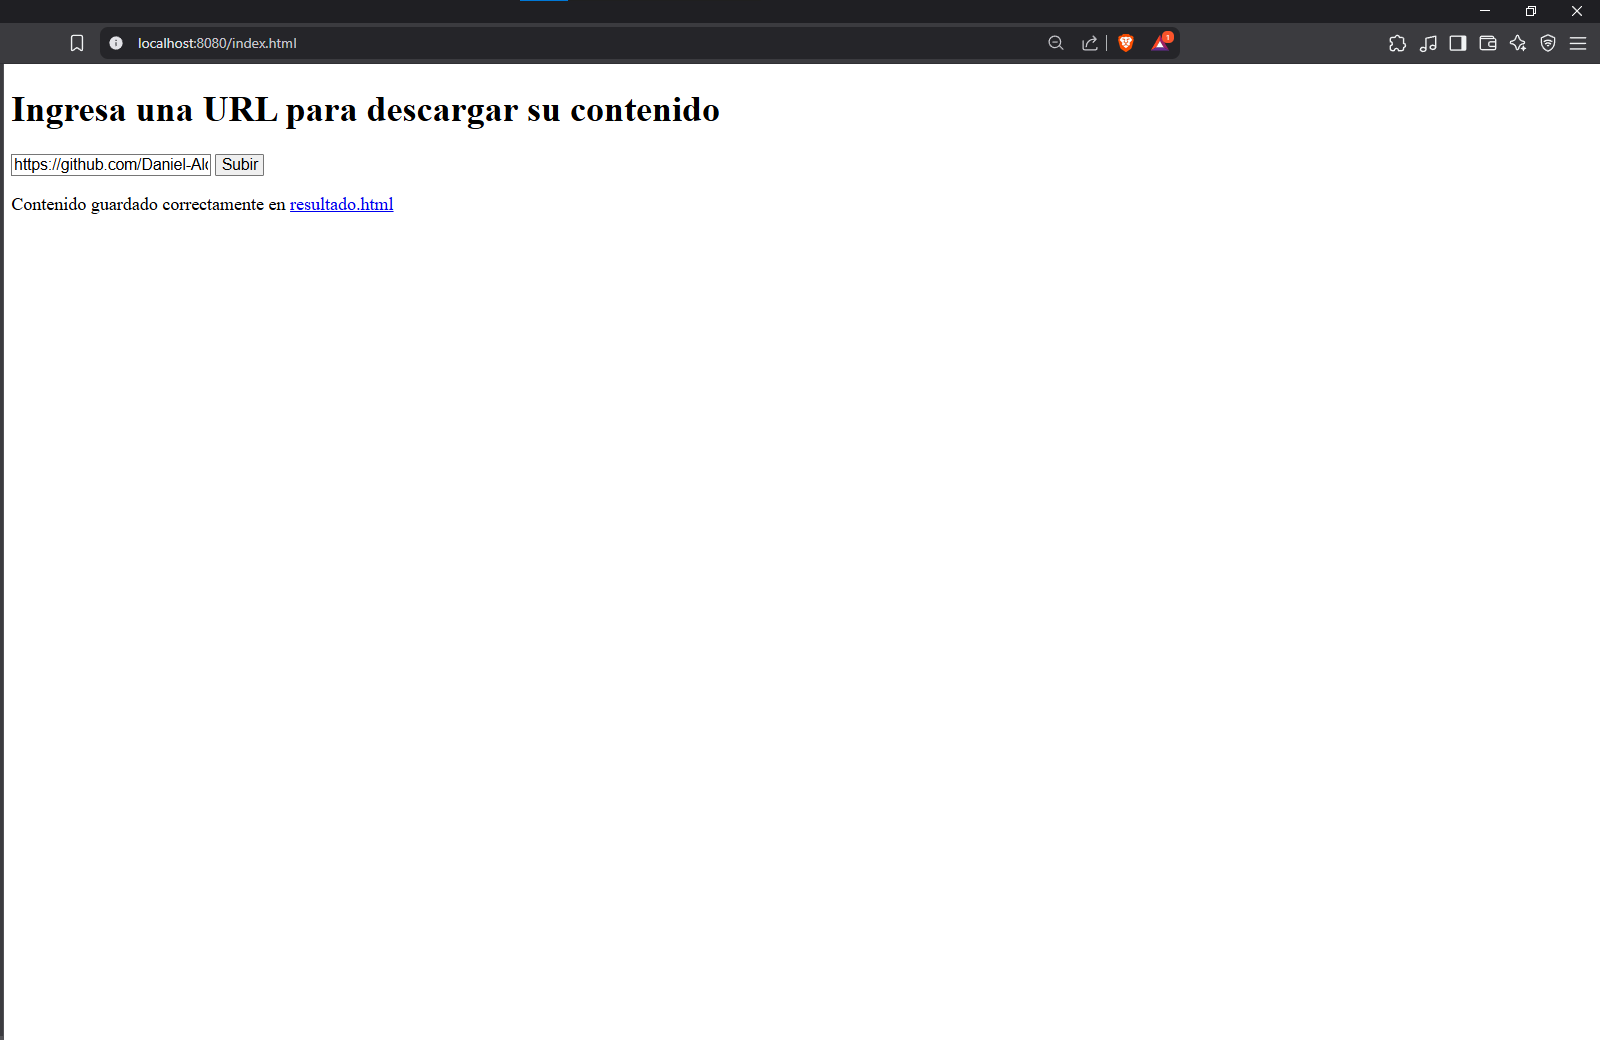 localhost:8080/index.html
1
Ingresa una URL para descargar su contenido
https://github.com/Daniel-Al Subir
Contenido guardado correctamente en resultado.html